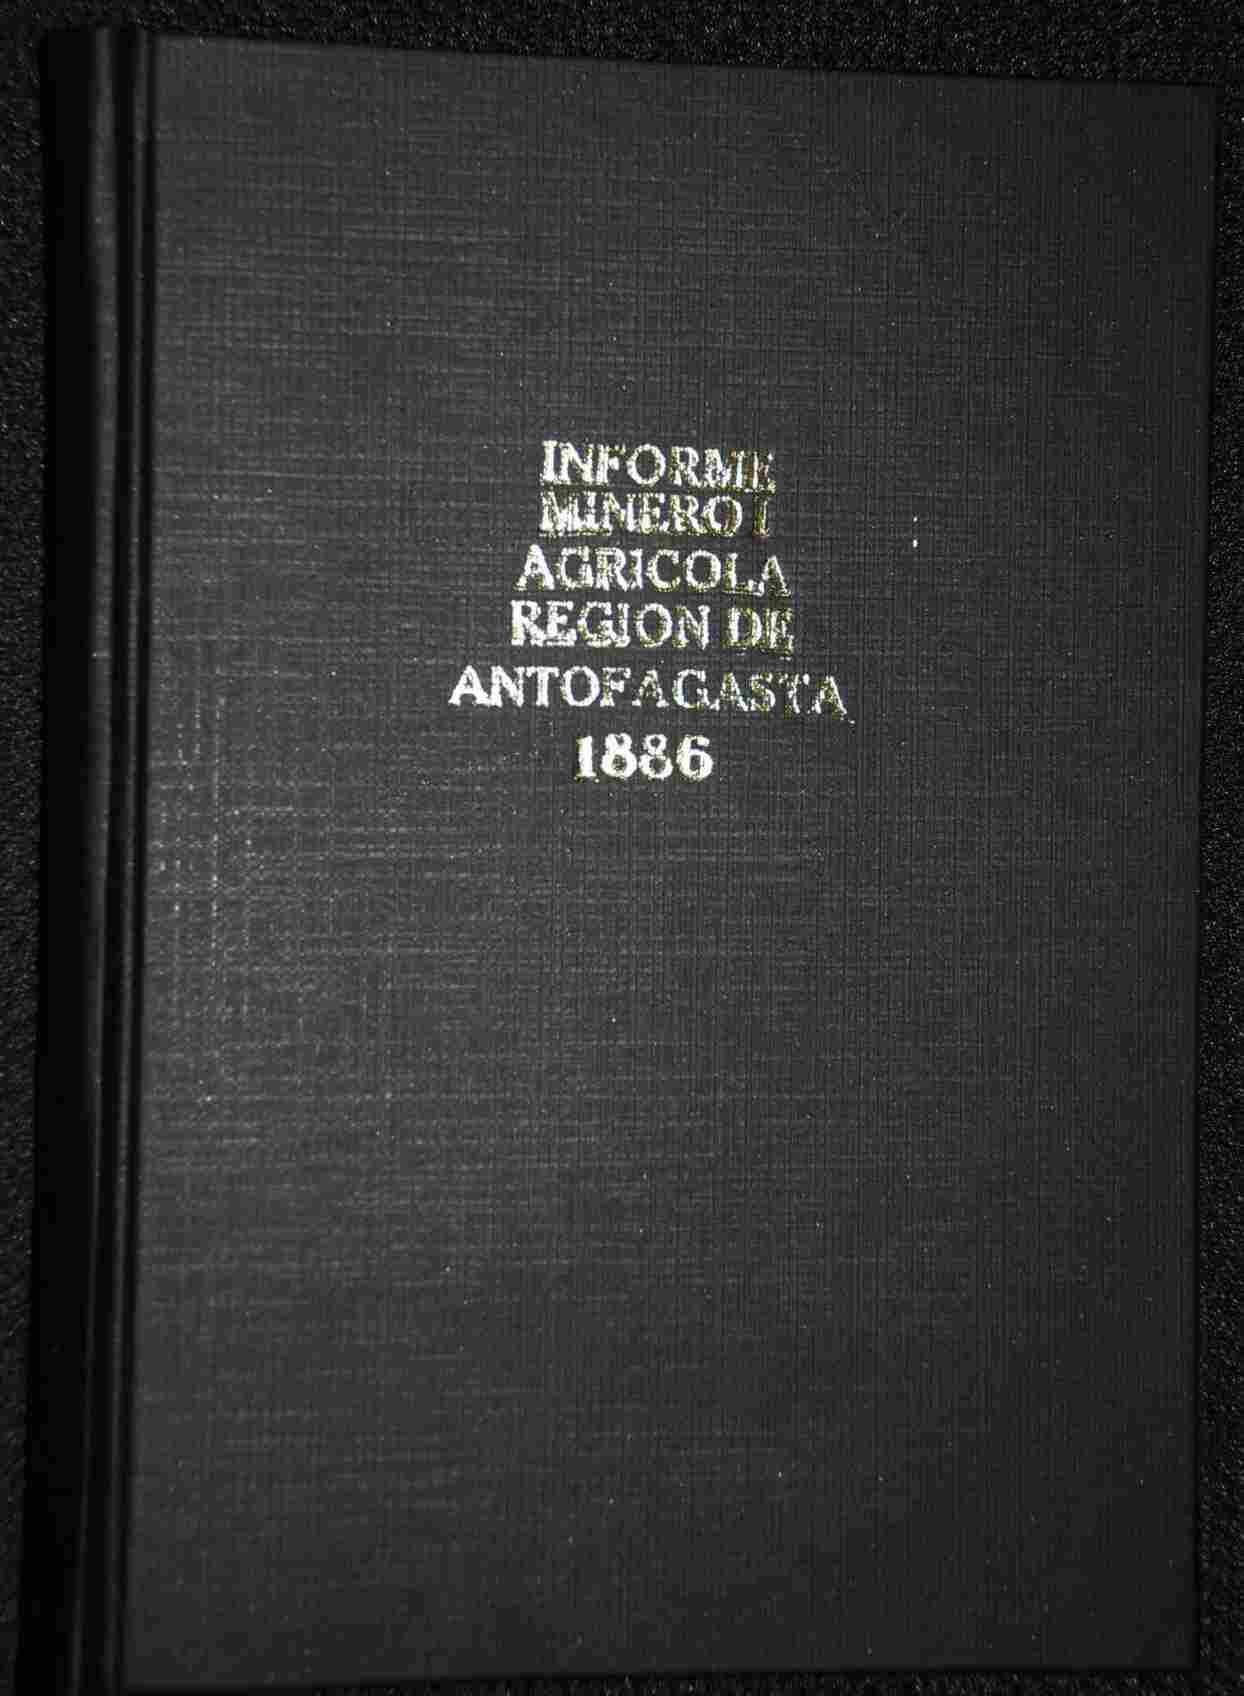 INFORME
MINERO I
AGRICOLA
REGION DE
ANTOFAGASTA
1886